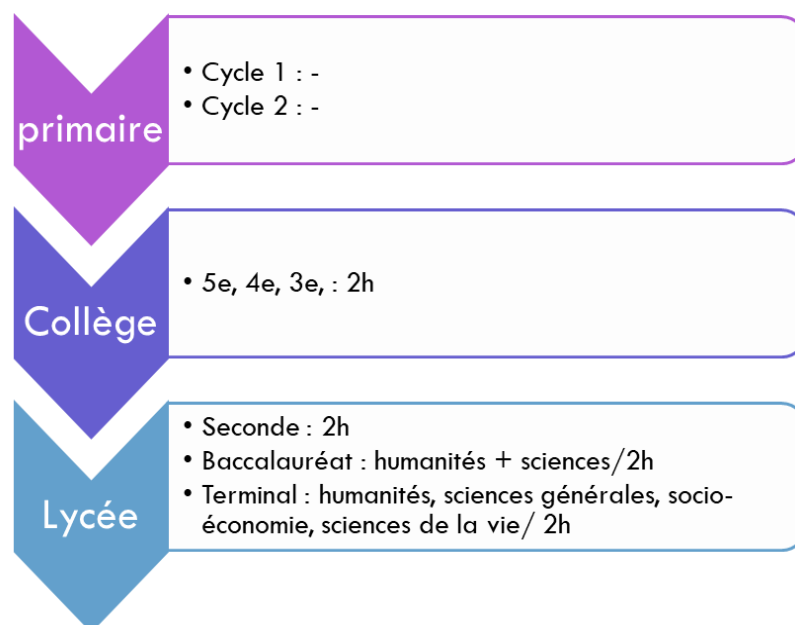 primaire
• Cycle 1 : -
• Cycle 2 : -
Collège
• 5e, 4e, 3e, : 2h
Lycée
• Seconde : 2h
• Baccalauréat : humanités + sciences/2h
• Terminal : humanités, sciences générales, socio-
économie, sciences de la vie/ 2h